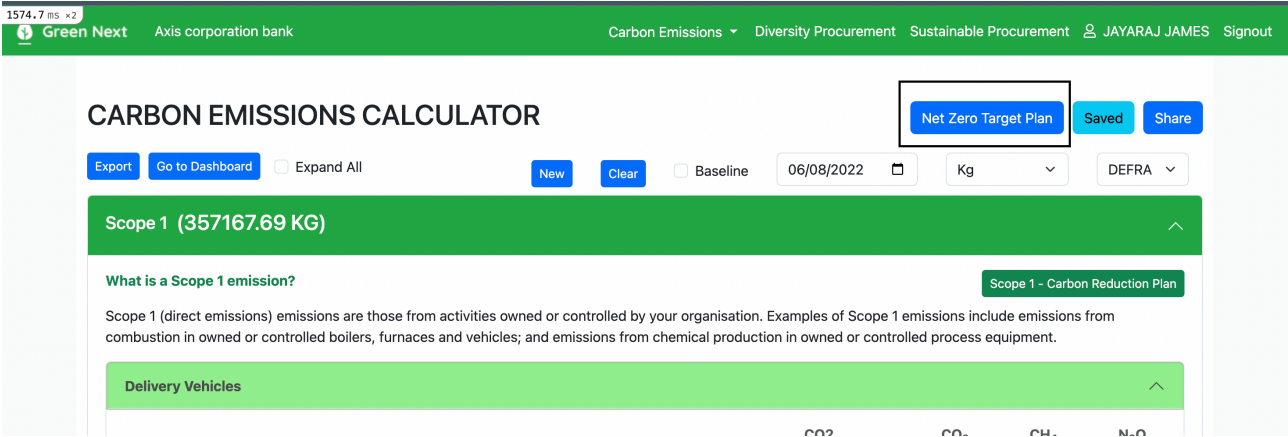 1574.7 ms ×2
Green Next Axis corporation bank Carbon Emissions Diversity Procurement Sustainable Procurement JAYARAJ JAMES Signout
CARBON EMISSIONS CALCULATOR Net Zero Target Plan Saved Share
Export Go to Dashboard Expand All New Clear Baseline 06/08/2022 Kg DEFRA
Scope 1 (357167.69 KG)
What is a Scope 1 emission? Scope 1 - Carbon Reduction Plan
Scope 1 (direct emissions) emissions are those from activities owned or controlled by your organisation. Examples of Scope 1 emissions include emissions from
combustion in owned or controlled boilers, furnaces and vehicles; and emissions from chemical production in owned or controlled process equipment.
Delivery Vehicles
CO2 CO₂ CH₄ N₂O